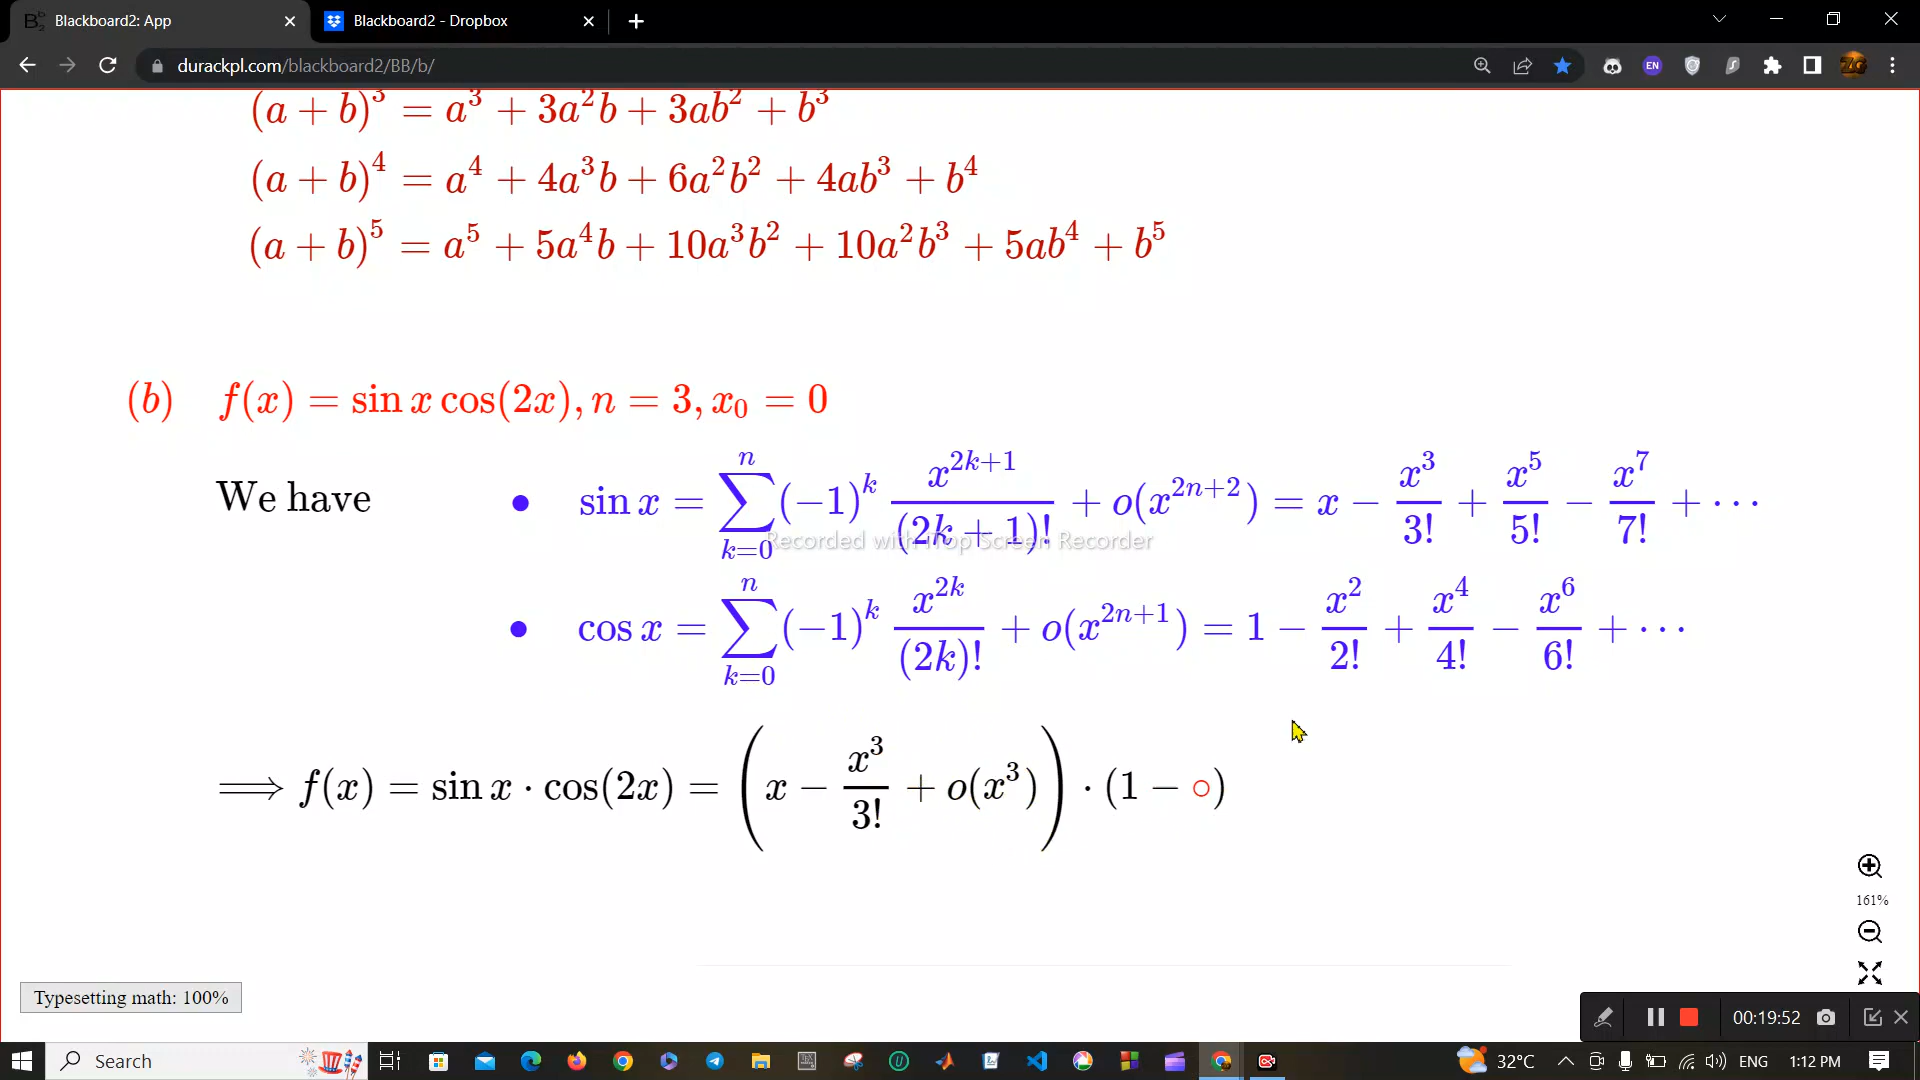 Blackboard2: App
Blackboard2 - Dropbox
durackpl.com/blackboard2/BB/b/
EN
(a + b)³ = a³ + 3a²b + 3ab² + b³
(a + b)⁴ = a⁴ + 4a³b + 6a²b² + 4ab³ + b⁴
(a + b)⁵ = a⁵ + 5a⁴b + 10a³b² + 10a²b³ + 5ab⁴ + b⁵
(b) f(x) = sin x cos(2x), n = 3, x₀ = 0
We have • sin x = ∑_{k=0}^{n} (−1)^k x^{2k+1}/(2k + 1)! + o(x^{2n+2}) = x − x³/3! + x⁵/5! − x⁷/7! + ⋯
Recorded with iTop Screen Recorder
• cos x = ∑_{k=0}^{n} (−1)^k x^{2k}/(2k)! + o(x^{2n+1}) = 1 − x²/2! + x⁴/4! − x⁶/6! + ⋯
⟹ f(x) = sin x · cos(2x) = (x − x³/3! + o(x³)) · (1 − ○)
161%
Typesetting math: 100%
00:19:52
Search
32°C
ENG
1:12 PM